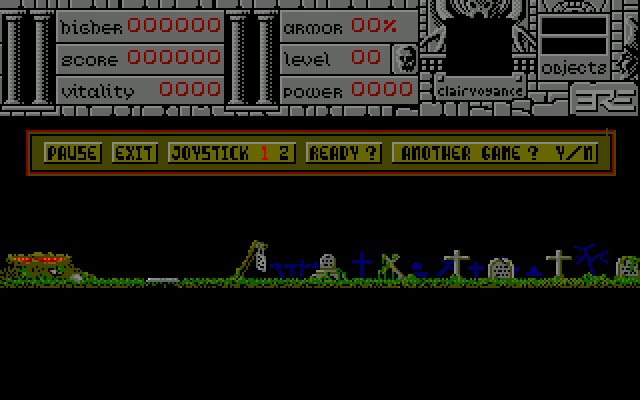 higher 000000 armor 00%
score 000000 level 00
vitality 0000 power 0000
clairvoyance
objects
ERE
PAUSE EXIT JOYSTICK 1 2 READY ? ANOTHER GAME ? Y/N